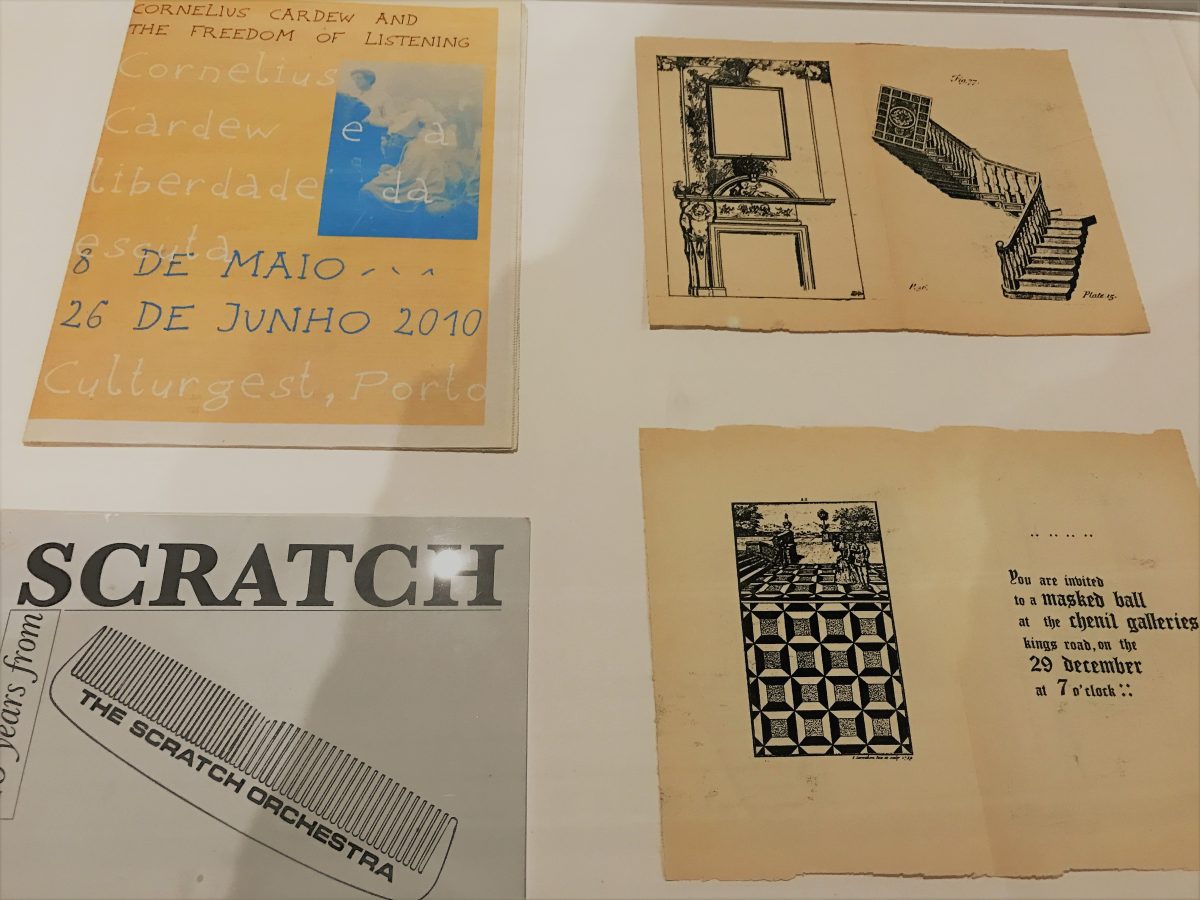 CORNELIUS CARDEW AND
THE FREEDOM OF LISTENING
Cornelius
Cardew e a
liberdade da
escuta
8 DE MAIO
26 DE JUNHO 2010
Culturgest, Porto
Fig. 77.
Plate 15.
SCRATCH
years from
THE SCRATCH ORCHESTRA
You are invited
to a masked ball
at the chenil galleries
kings road, on the
29 december
at 7 o'clock ::